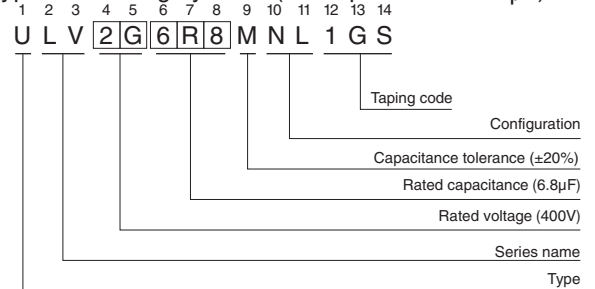 1 2 3 4 5 6 7 8 9 10 11 12 13 14
U L V 2 G 6 R 8 M N L 1 G S
Taping code
Configuration
Capacitance tolerance (±20%)
Rated capacitance (6.8µF)
Rated voltage (400V)
Series name
Type